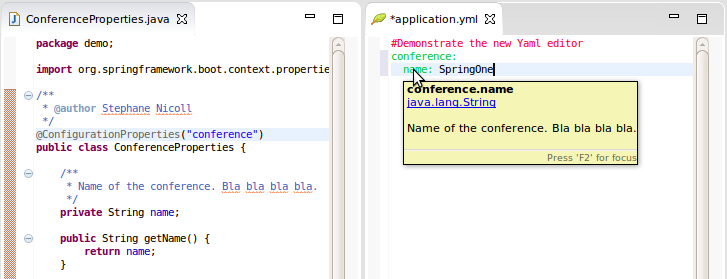 ConferenceProperties.java
package demo;
import org.springframework.boot.context.propertie
/**
* @author Stephane Nicoll
*/
@ConfigurationProperties("conference")
public class ConferenceProperties {
/**
* Name of the conference. Bla bla bla bla.
*/
private String name;
public String getName() {
return name;
}
*application.yml
#Demonstrate the new Yaml editor
conference:
name: SpringOne
conference.name
java.lang.String
Name of the conference. Bla bla bla bla.
Press 'F2' for focus